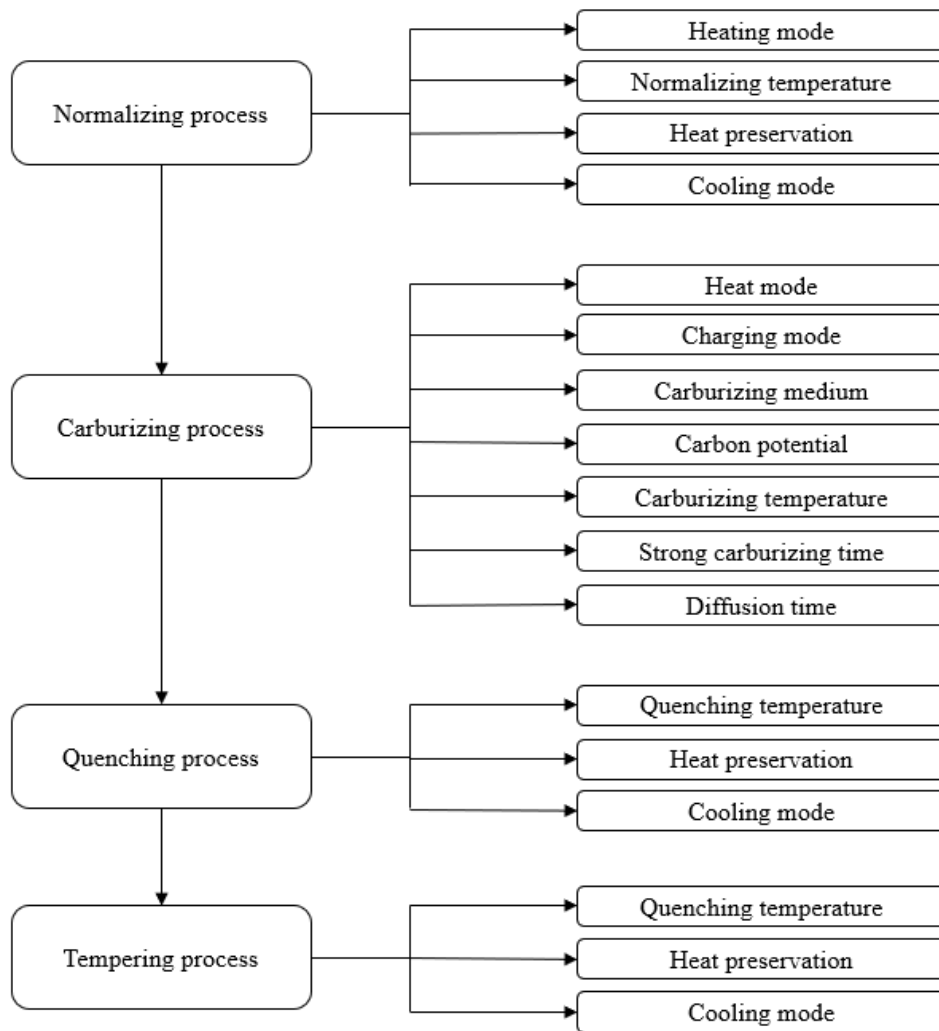 Normalizing process
Heating mode
Normalizing temperature
Heat preservation
Cooling mode
Carburizing process
Heat mode
Charging mode
Carburizing medium
Carbon potential
Carburizing temperature
Strong carburizing time
Diffusion time
Quenching process
Quenching temperature
Heat preservation
Cooling mode
Tempering process
Quenching temperature
Heat preservation
Cooling mode